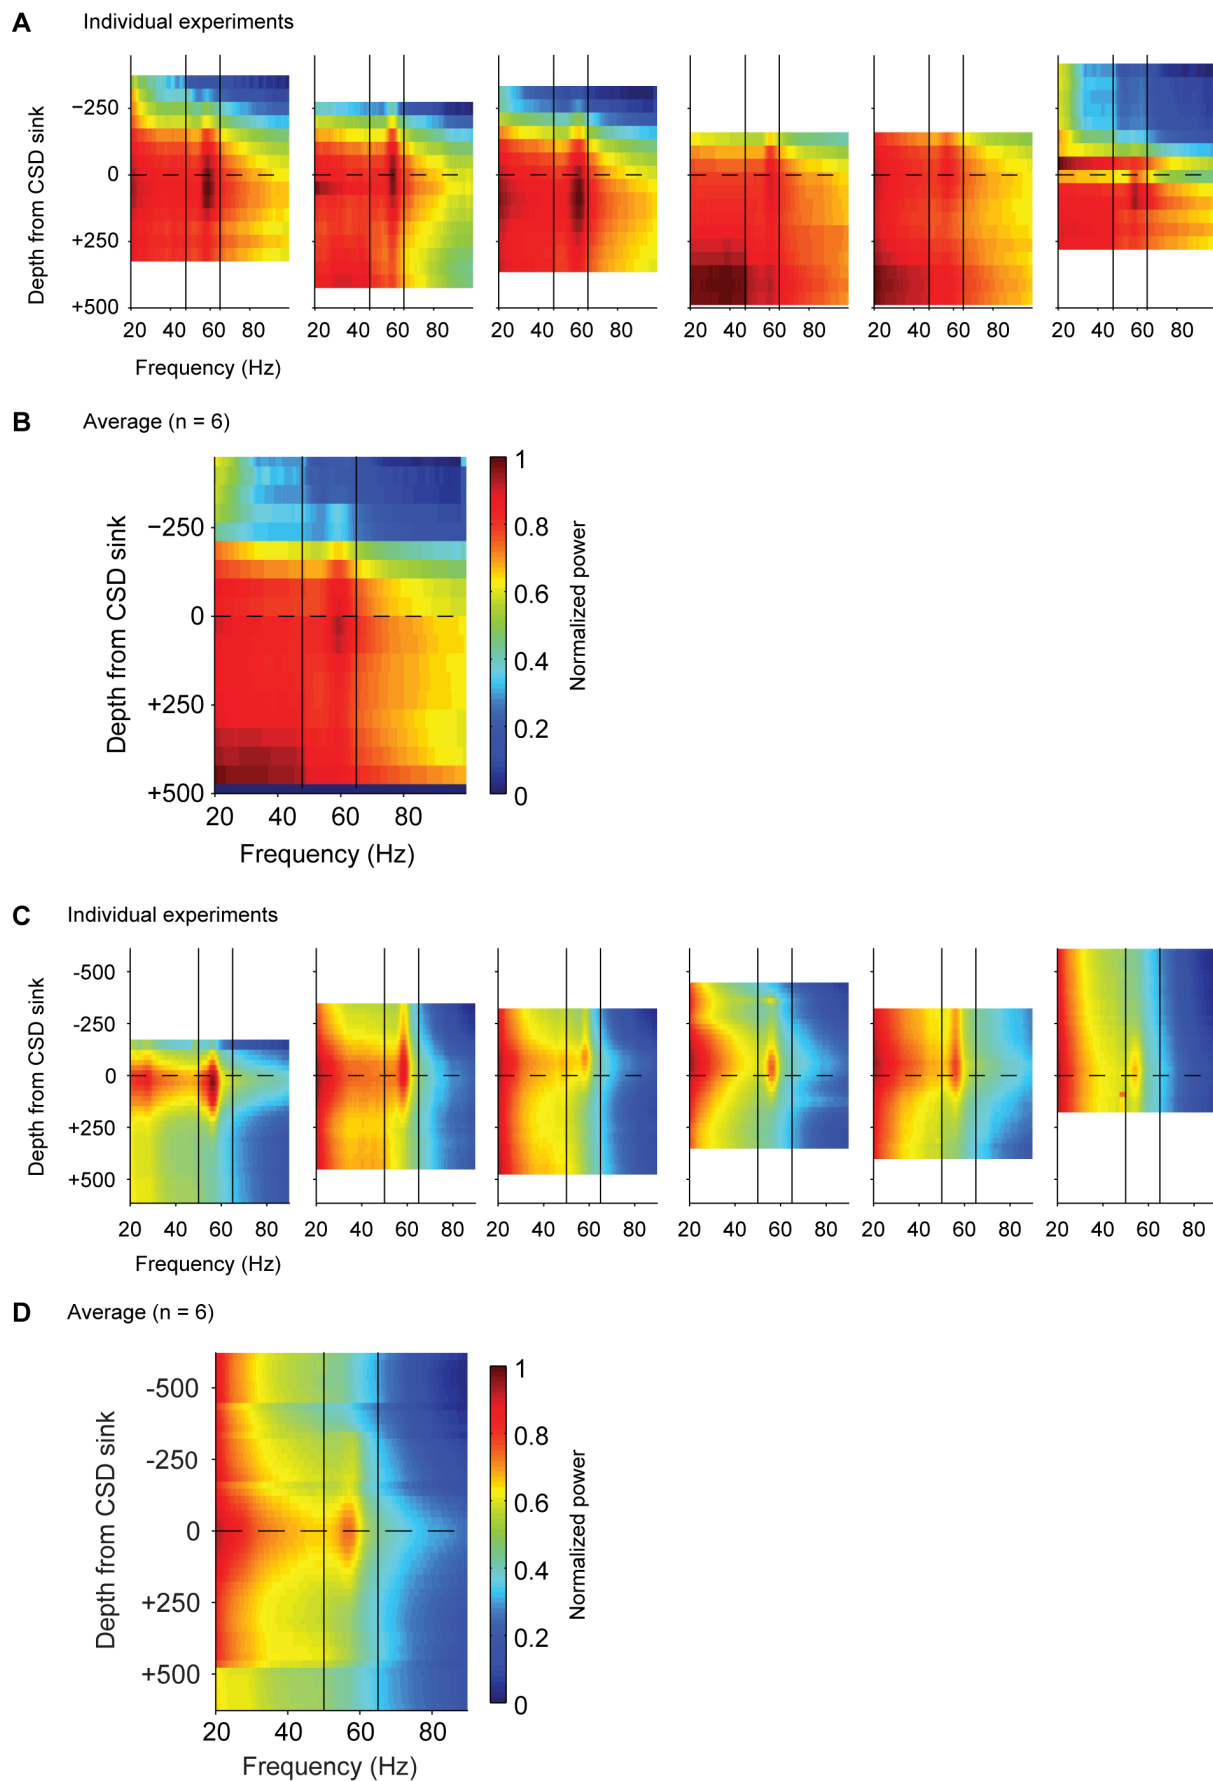 A Individual experiments
Depth from CSD sink
−250
0
+250
+500
20 40 60 80
20 40 60 80
20 40 60 80
20 40 60 80
20 40 60 80
20 40 60 80
Frequency (Hz)
B Average (n = 6)
Depth from CSD sink
−250
0
+250
+500
20 40 60 80
Frequency (Hz)
1
0.8
0.6
0.4
0.2
0
Normalized power
C Individual experiments
Depth from CSD sink
-500
-250
0
+250
+500
20 40 60 80
20 40 60 80
20 40 60 80
20 40 60 80
20 40 60 80
20 40 60 80
Frequency (Hz)
D Average (n = 6)
Depth from CSD sink
-500
-250
0
+250
+500
20 40 60 80
Frequency (Hz)
1
0.8
0.6
0.4
0.2
0
Normalized power